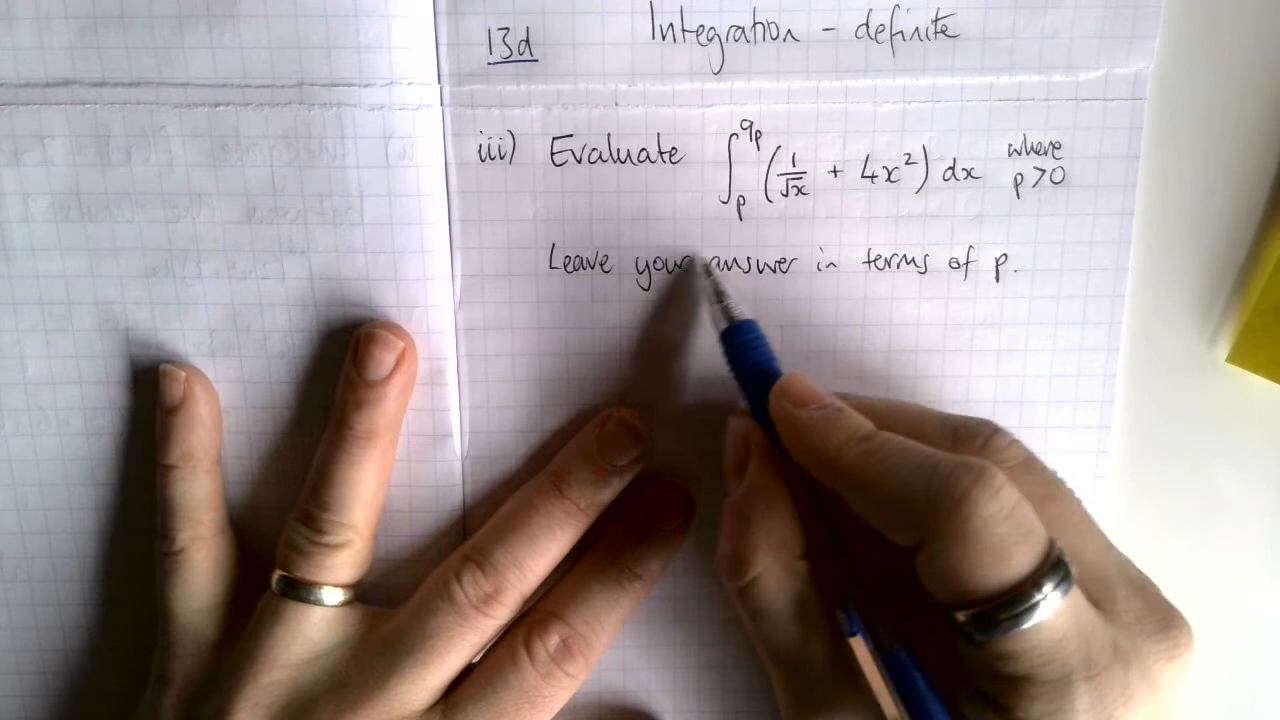 13d Integration - definite
iii) Evaluate ∫_p^{9p} (1/√x + 4x²) dx where p>0
Leave your answer in terms of p.